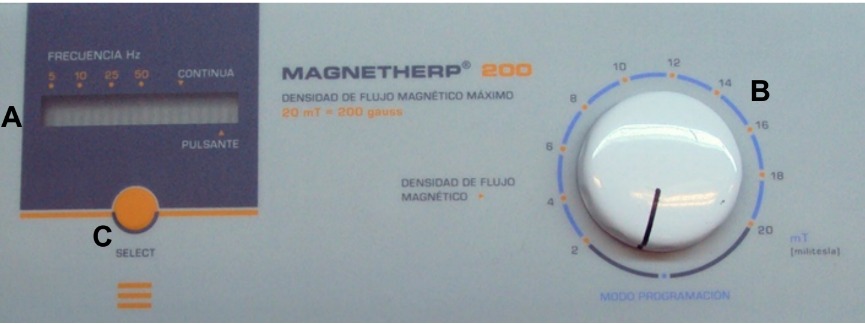 A
FRECUENCIA Hz
5 10 25 50 CONTINUA
PULSANTE
C
SELECT
MAGNETHERP® 200
DENSIDAD DE FLUJO MAGNÉTICO MÁXIMO
20 mT = 200 gauss
DENSIDAD DE FLUJO
MAGNÉTICO
B
2
4
6
8
10
12
14
16
18
20
mT
(militesla)
MODO PROGRAMACIÓN